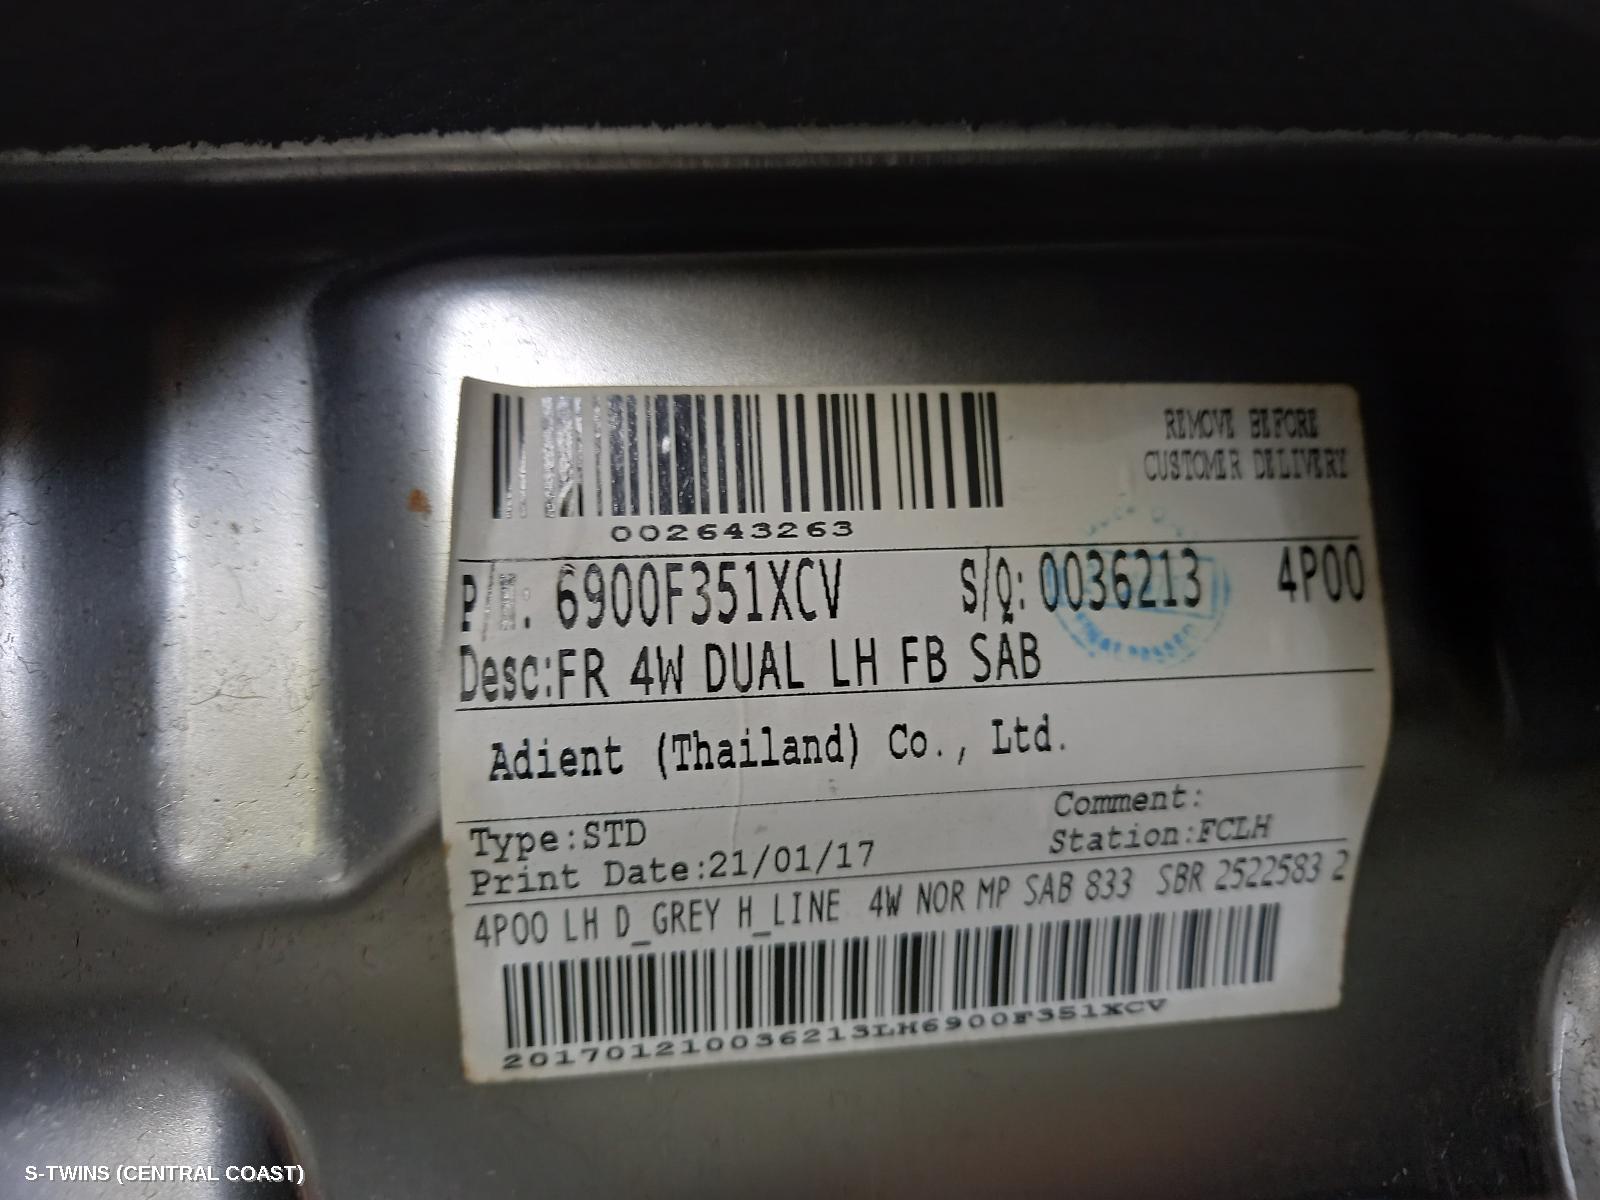 REMOVE BEFORE
CUSTOMER DELIVERY
002643263
P : 6900F351XCV S/Q: 0036213 4P00
Desc:FR 4W DUAL LH FB SAB
Adient (Thailand) Co., Ltd.
Comment:
Type:STD
Station:FCLH
Print Date:21/01/17
4P00 LH D_GREY H_LINE 4W NOR MP SAB 833 SBR 2522583 2
201701210036213LH6900F351XCV
S-TWINS (CENTRAL COAST)